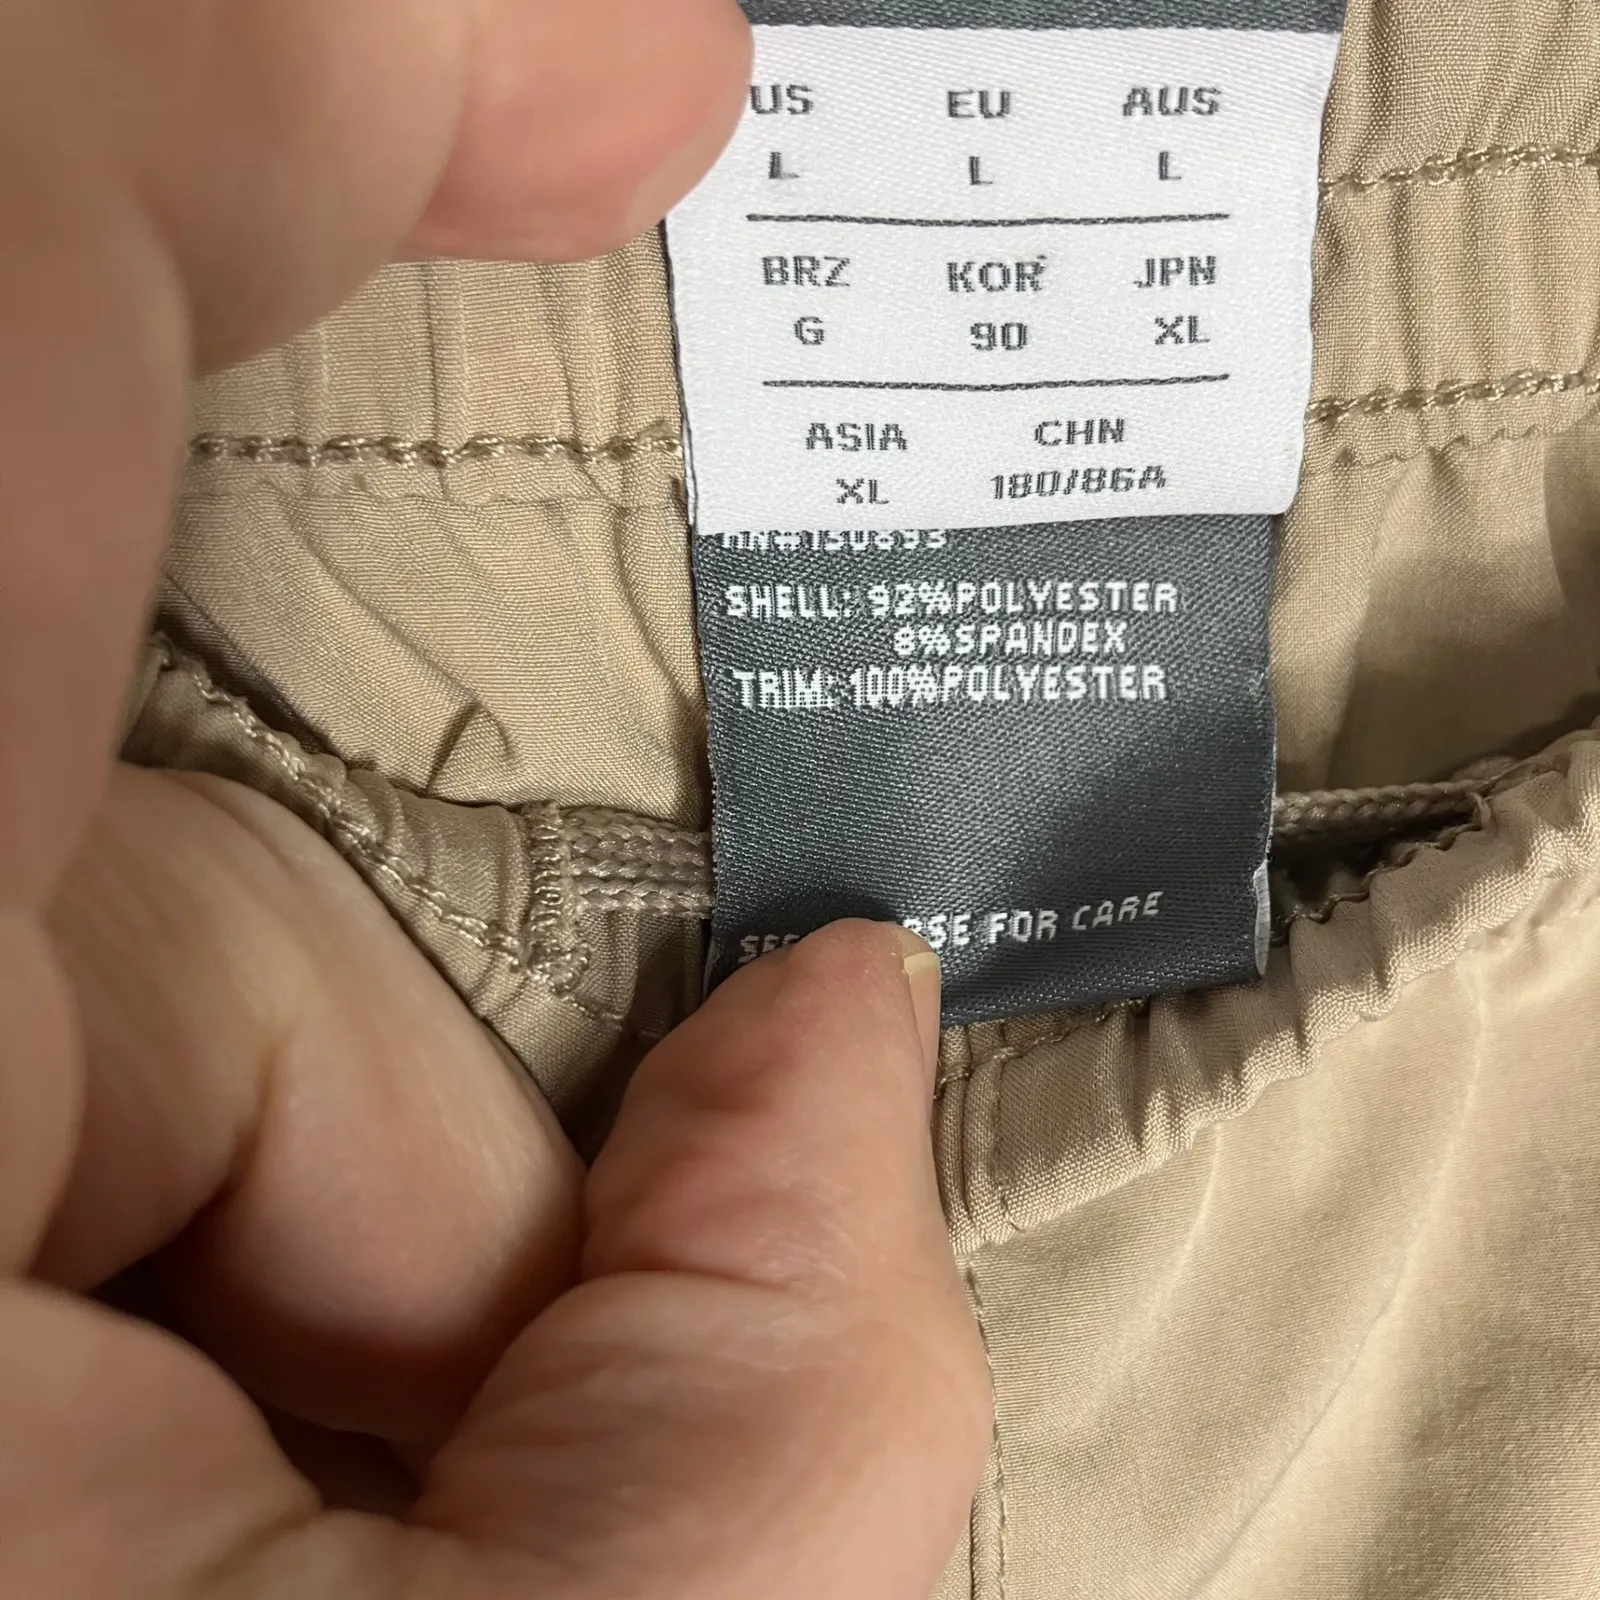 US EU AUS
L L L
BRZ KOR JPN
G 90 XL
ASIA CHN
XL 180/86A
SHELL: 92%POLYESTER
8%SPANDEX
TRIM: 100%POLYESTER
FOR CARE